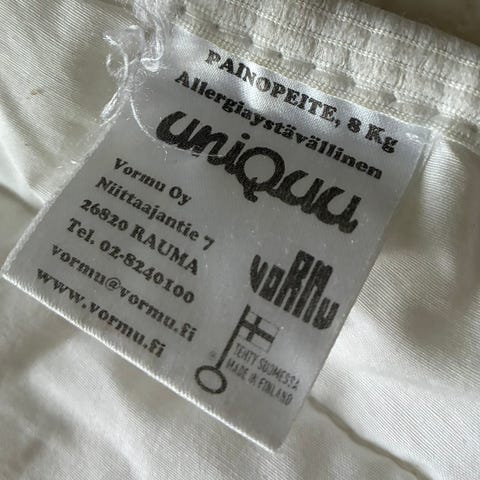 PAINOPEITE, 8 Kg
Allergiaystävällinen
uniQuu
Vormu Oy
Niittaajantie 7
26820 RAUMA
Tel. 02-8240100
vormu@vormu.fi
www.vormu.fi
VORMU
TEHTY SUOMESSA
MADE IN FINLAND